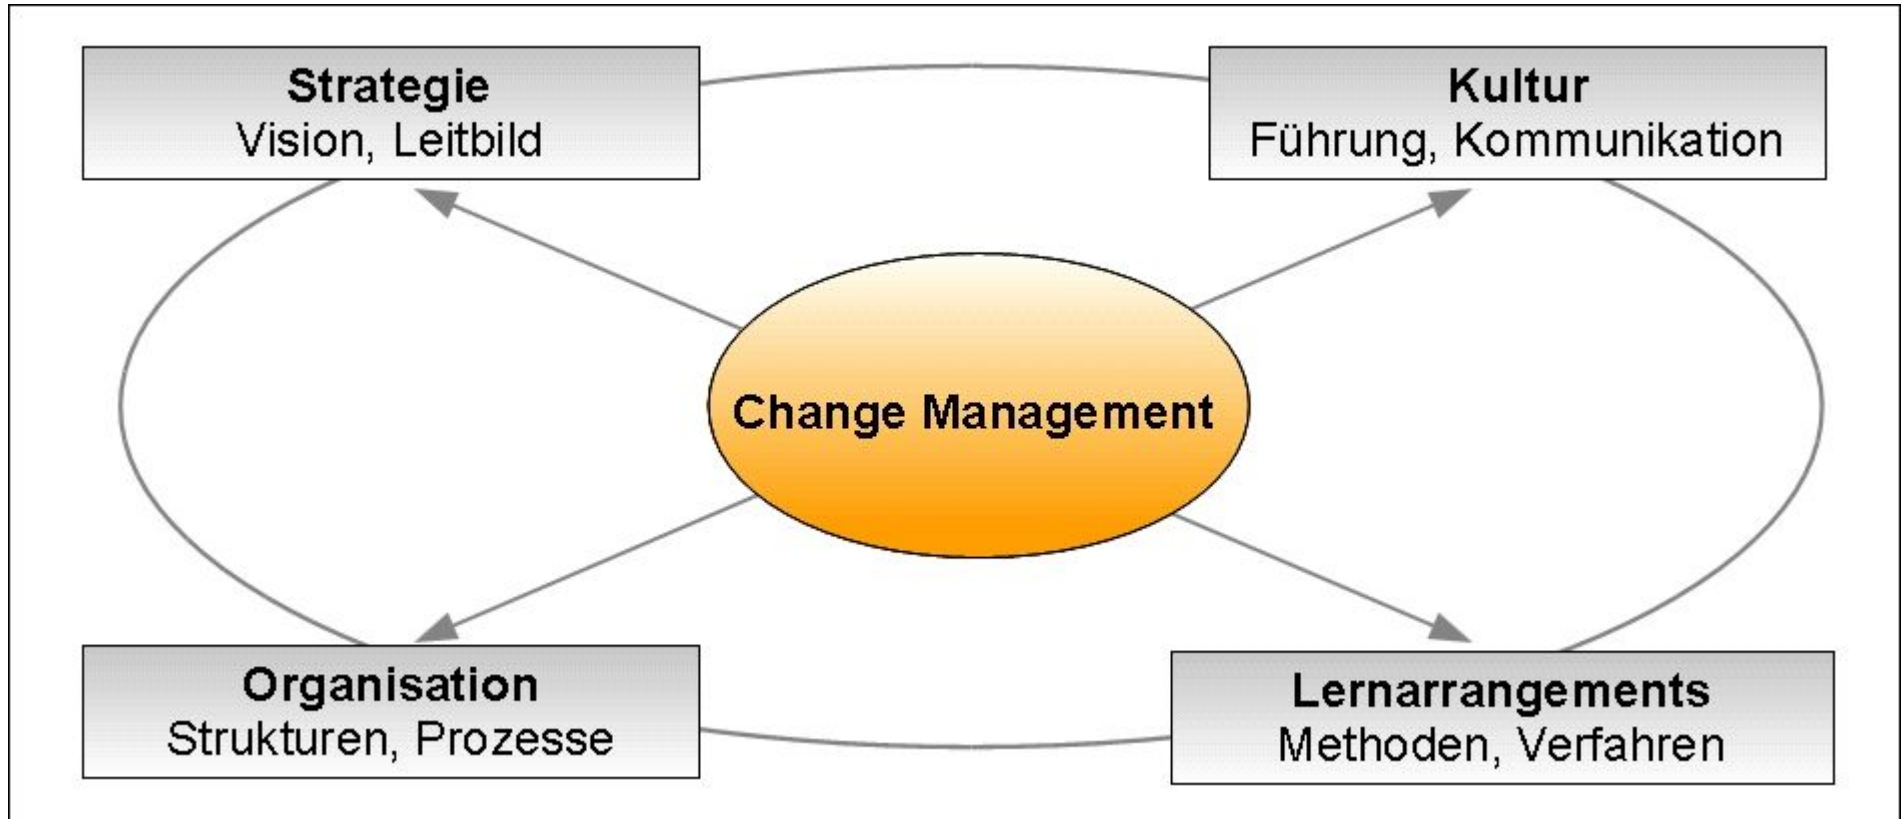 Strategie
Vision, Leitbild
Kultur
Führung, Kommunikation
Change Management
Organisation
Strukturen, Prozesse
Lernarrangements
Methoden, Verfahren